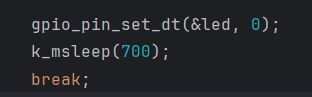 gpio_pin_set_dt(&led, 0);
k_msleep(700);
break;